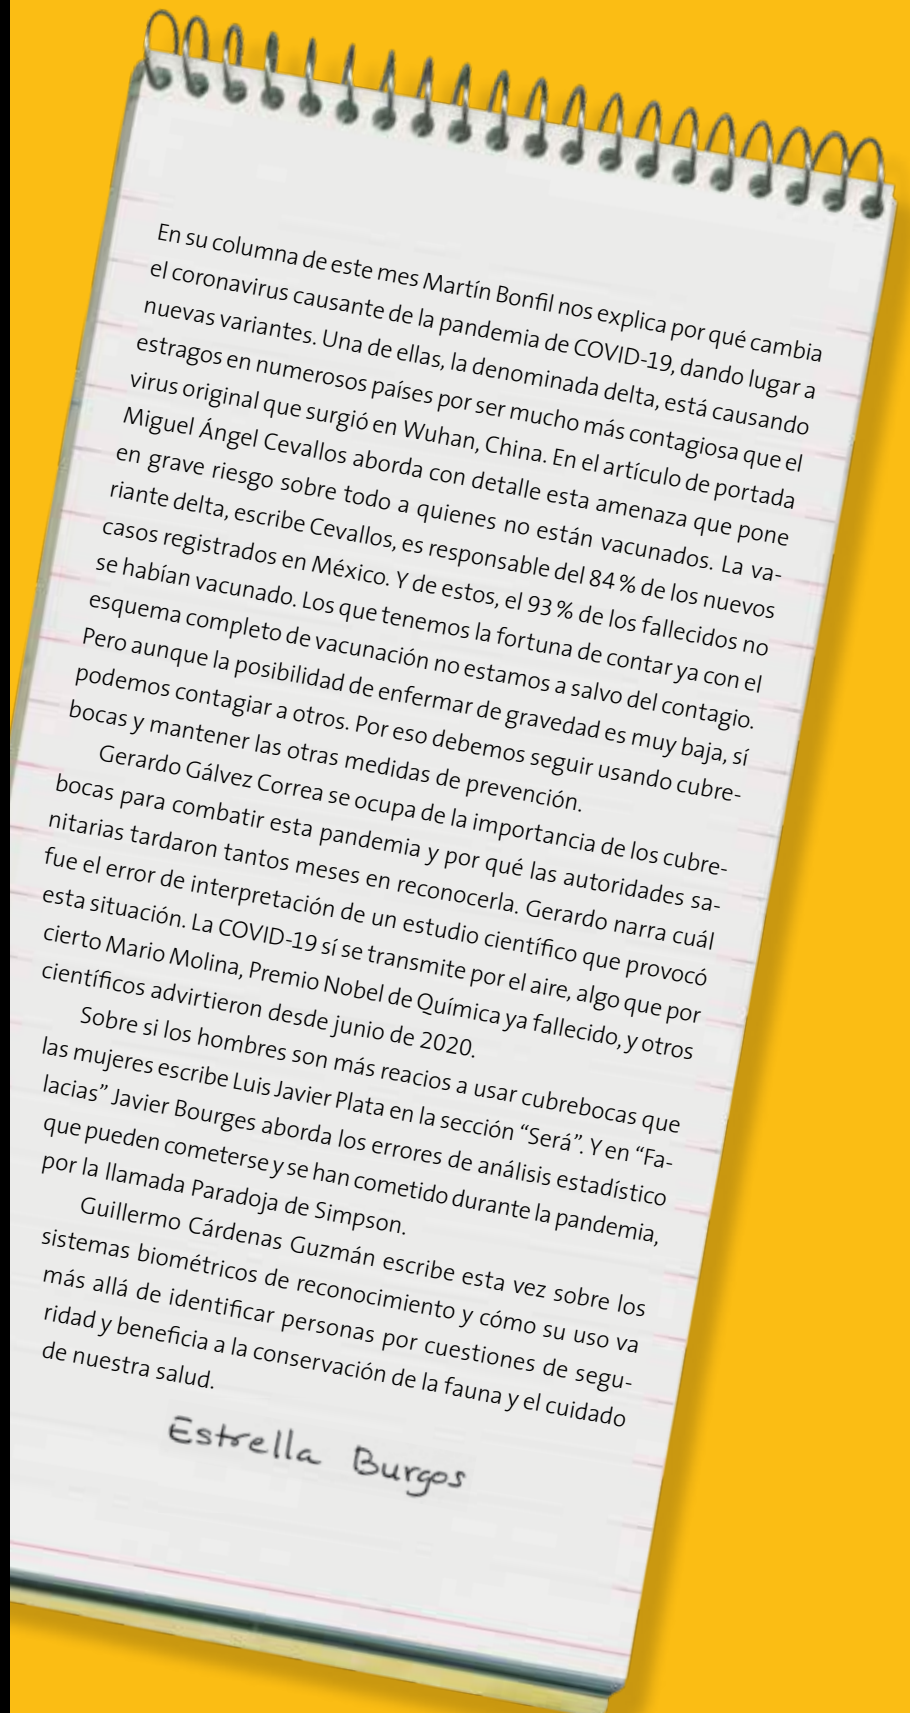 En su columna de este mes Martín Bonfil nos explica por qué cambia
el coronavirus causante de la pandemia de COVID-19, dando lugar a
nuevas variantes. Una de ellas, la denominada delta, está causando
estragos en numerosos países por ser mucho más contagiosa que el
virus original que surgió en Wuhan, China. En el artículo de portada
Miguel Ángel Cevallos aborda con detalle esta amenaza que pone
en grave riesgo sobre todo a quienes no están vacunados. La va-
riante delta, escribe Cevallos, es responsable del 84% de los nuevos
casos registrados en México. Y de estos, el 93% de los fallecidos no
se habían vacunado. Los que tenemos la fortuna de contar ya con el
esquema completo de vacunación no estamos a salvo del contagio.
Pero aunque la posibilidad de enfermar de gravedad es muy baja, sí
podemos contagiar a otros. Por eso debemos seguir usando cubre-
bocas y mantener las otras medidas de prevención.
Gerardo Gálvez Correa se ocupa de la importancia de los cubre-
bocas para combatir esta pandemia y por qué las autoridades sa-
nitarias tardaron tantos meses en reconocerla. Gerardo narra cuál
fue el error de interpretación de un estudio científico que provocó
esta situación. La COVID-19 sí se transmite por el aire, algo que por
cierto Mario Molina, Premio Nobel de Química ya fallecido, y otros
científicos advirtieron desde junio de 2020.
Sobre si los hombres son más reacios a usar cubrebocas que
las mujeres escribe Luis Javier Plata en la sección “Será”. Y en “Fa-
lacias” Javier Bourges aborda los errores de análisis estadístico
que pueden cometerse y se han cometido durante la pandemia,
por la llamada Paradoja de Simpson.
Guillermo Cárdenas Guzmán escribe esta vez sobre los
sistemas biométricos de reconocimiento y cómo su uso va
más allá de identificar personas por cuestiones de segu-
ridad y beneficia a la conservación de la fauna y el cuidado
de nuestra salud.
Estrella Burgos